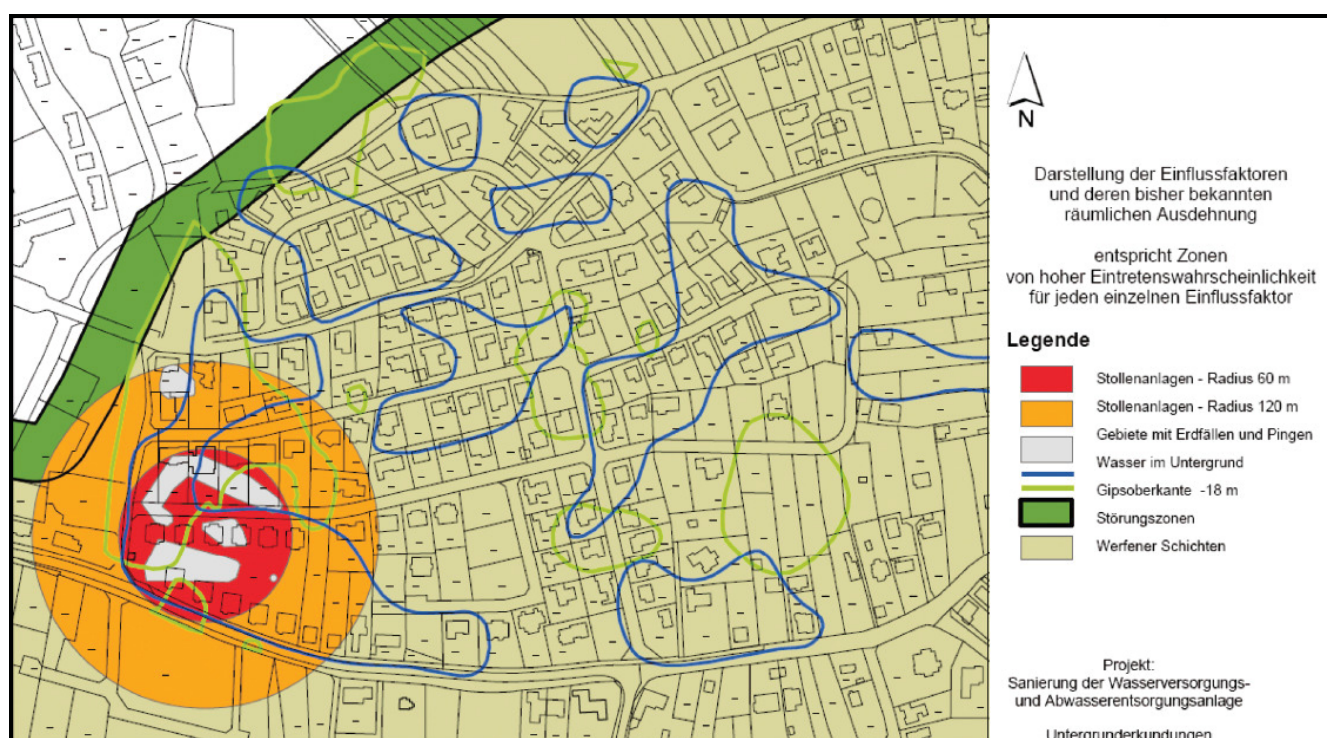 N
Darstellung der Einflussfaktoren
und deren bisher bekannten
räumlichen Ausdehnung
entspricht Zonen
von hoher Eintretenswahrscheinlichkeit
für jeden einzelnen Einflussfaktor
Legende
Stollenanlagen - Radius 60 m
Stollenanlagen - Radius 120 m
Gebiete mit Erdfällen und Pingen
Wasser im Untergrund
Gipsoberkante -18 m
Störungszonen
Werfener Schichten
Projekt:
Sanierung der Wasserversorgungs-
und Abwasserentsorgungsanlage
Untergrunderkundungen